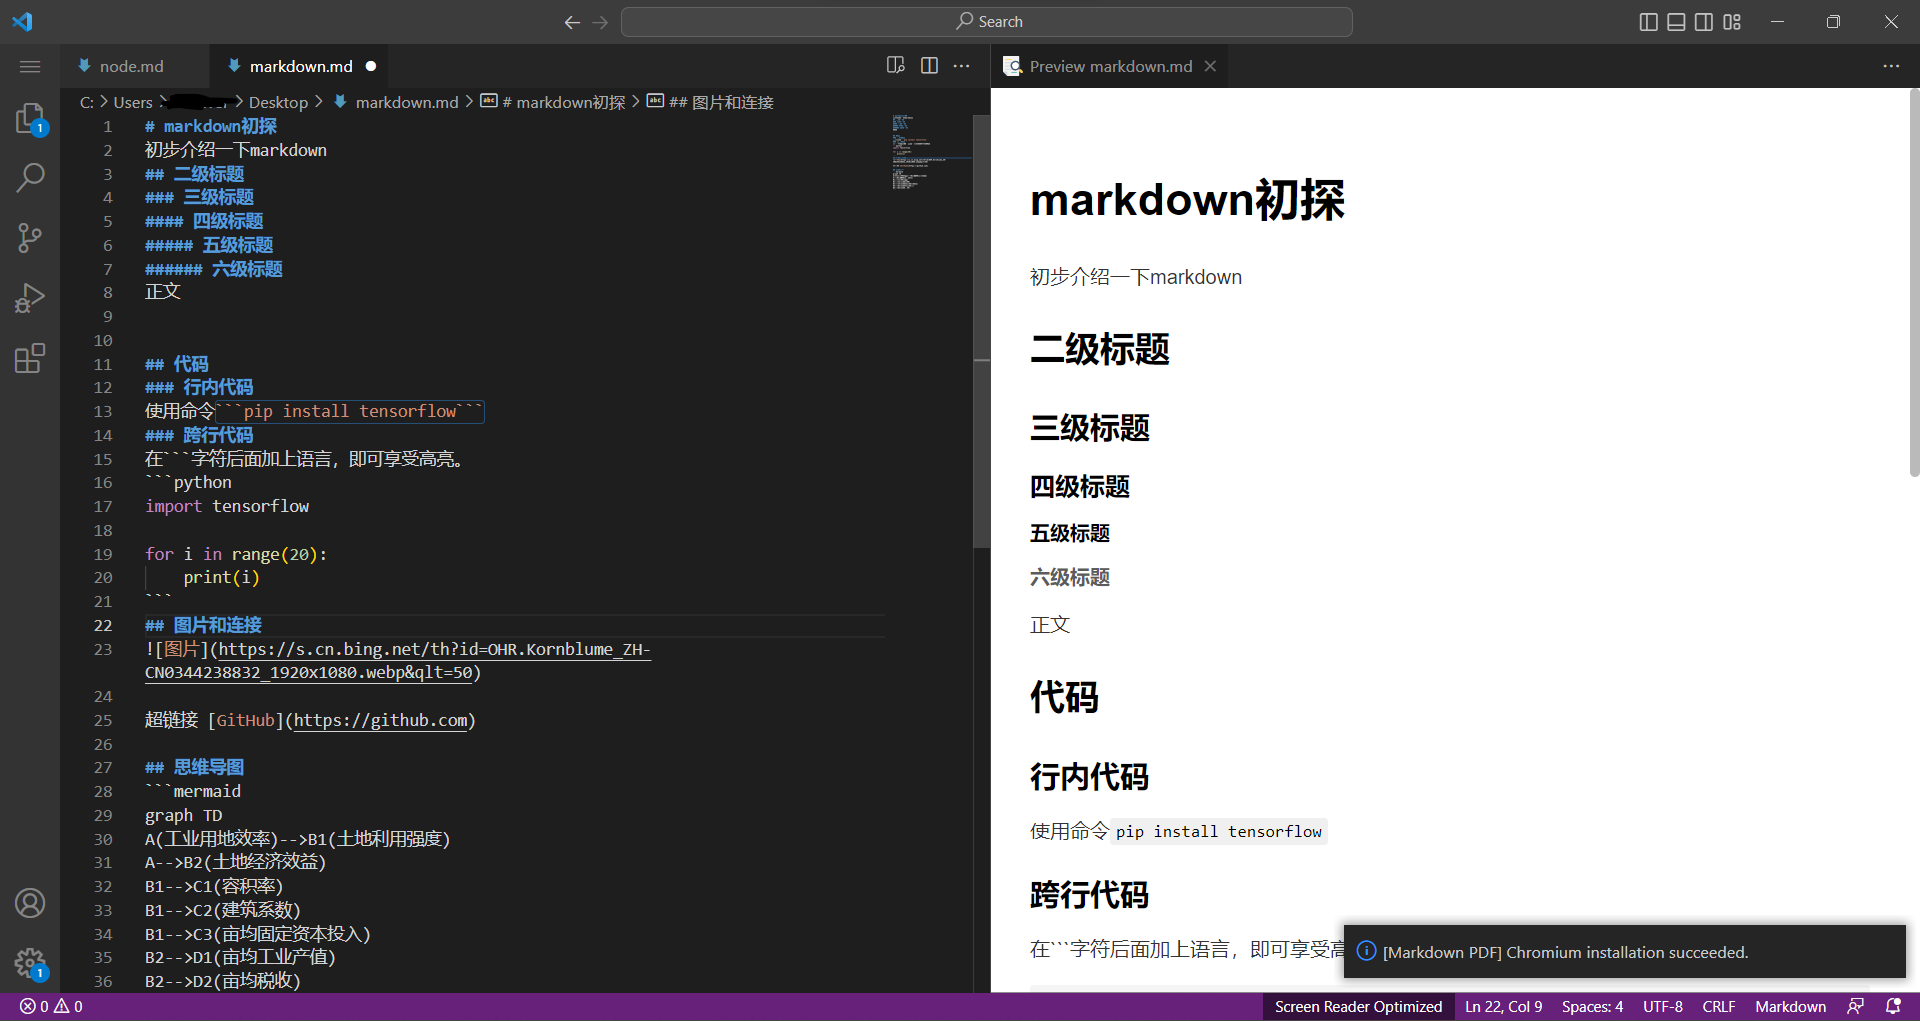 Search
node.md
markdown.md
Preview markdown.md
C: > Users > > Desktop > markdown.md > # markdown初探 > ## 图片和连接
1 # markdown初探
2 初步介绍一下markdown
3 ## 二级标题
4 ### 三级标题
5 #### 四级标题
6 ##### 五级标题
7 ###### 六级标题
8 正文
9
10
11 ## 代码
12 ### 行内代码
13 使用命令```pip install tensorflow```
14 ### 跨行代码
15 在```字符后面加上语言，即可享受高亮。
16 ```python
17 import tensorflow
18
19 for i in range(20):
20     print(i)
21 ```
22 ## 图片和连接
23 ![图片](https://s.cn.bing.net/th?id=OHR.Kornblume_ZH-
CN0344238832_1920x1080.webp&qlt=50)
24
25 超链接 [GitHub](https://github.com)
26
27 ## 思维导图
28 ```mermaid
29 graph TD
30 A(工业用地效率)-->B1(土地利用强度)
31 A-->B2(土地经济效益)
32 B1-->C1(容积率)
33 B1-->C2(建筑系数)
34 B1-->C3(亩均固定资本投入)
35 B2-->D1(亩均工业产值)
36 B2-->D2(亩均税收)
markdown初探
初步介绍一下markdown
二级标题
三级标题
四级标题
五级标题
六级标题
正文
代码
行内代码
使用命令 pip install tensorflow
跨行代码
在```字符后面加上语言，即可享受高
[Markdown PDF] Chromium installation succeeded.
1
1
0 0
Screen Reader Optimized
Ln 22, Col 9
Spaces: 4
UTF-8
CRLF
Markdown